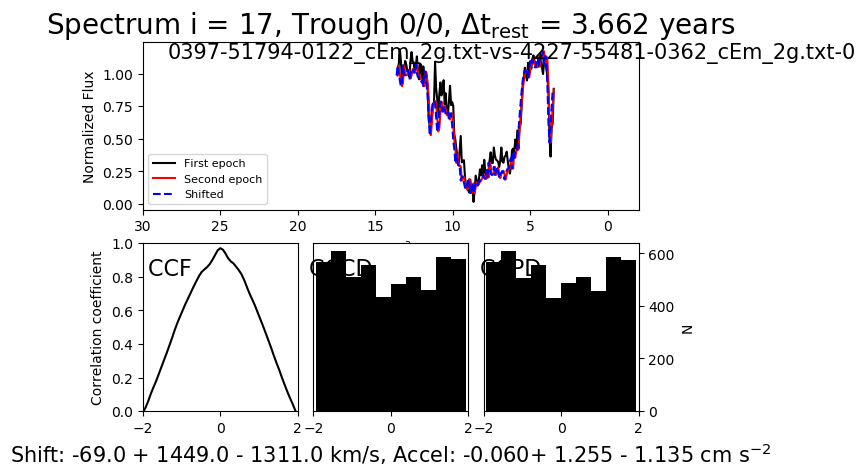 Spectrum i = 17, Trough 0/0, Δt_rest = 3.662 years
0397-51794-0122_cEm_2g.txt-vs-4227-55481-0362_cEm_2g.txt-0
Normalized Flux
1.00
0.75
0.50
0.25
0.00
First epoch
Second epoch
Shifted
30 25 20 15 10 5 0
Correlation coefficient
1.0
0.8
0.6
0.4
0.2
0.0
CCF
−2 0 2
−2 0 2
−2 0 2
600
400
200
0
N
Shift: -69.0 + 1449.0 - 1311.0 km/s, Accel: -0.060+ 1.255 - 1.135 cm s⁻²